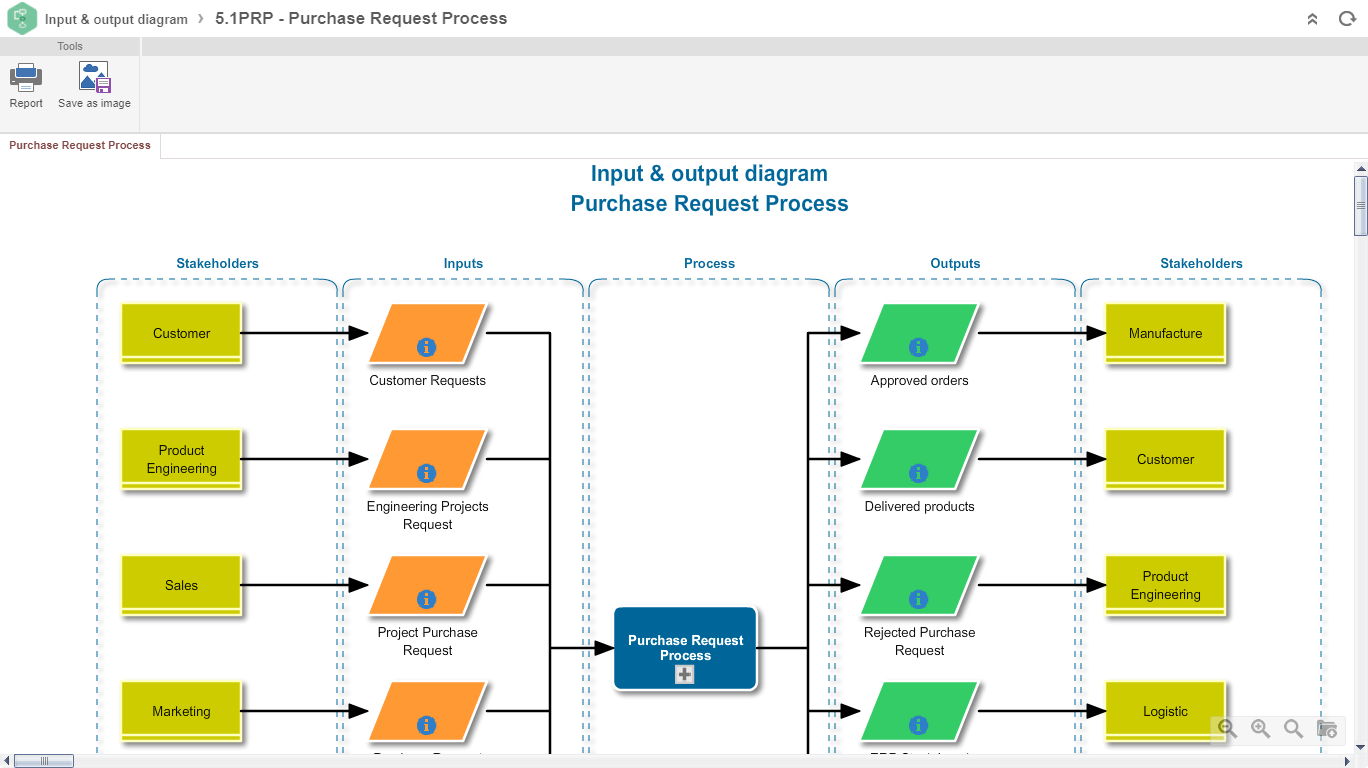 Input & output diagram › 5.1PRP - Purchase Request Process
Tools
Report
Save as image
Purchase Request Process
Input & output diagram
Purchase Request Process
Stakeholders
Inputs
Process
Outputs
Stakeholders
Customer
Customer Requests
Approved orders
Manufacture
Product
Engineering
Engineering Projects
Request
Delivered products
Customer
Sales
Project Purchase
Request
Purchase Request
Process
Rejected Purchase
Request
Product
Engineering
Marketing
Logistic